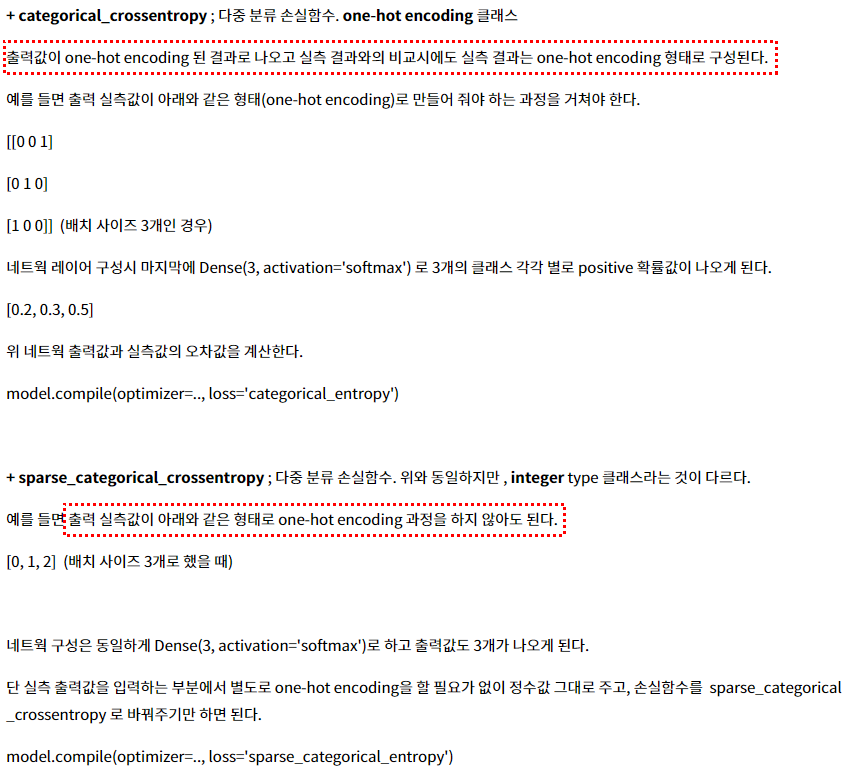 + categorical_crossentropy ; 다중 분류 손실함수. one-hot encoding 클래스
출력값이 one-hot encoding 된 결과로 나오고 실측 결과와의 비교시에도 실측 결과는 one-hot encoding 형태로 구성된다.
예를 들면 출력 실측값이 아래와 같은 형태(one-hot encoding)로 만들어 줘야 하는 과정을 거쳐야 한다.
[[0 0 1]
[0 1 0]
[1 0 0]] (배치 사이즈 3개인 경우)
네트웍 레이어 구성시 마지막에 Dense(3, activation='softmax') 로 3개의 클래스 각각 별로 positive 확률값이 나오게 된다.
[0.2, 0.3, 0.5]
위 네트웍 출력값과 실측값의 오차값을 계산한다.
model.compile(optimizer=.., loss='categorical_entropy')
+ sparse_categorical_crossentropy ; 다중 분류 손실함수. 위와 동일하지만 , integer type 클래스라는 것이 다르다.
예를 들면 출력 실측값이 아래와 같은 형태로 one-hot encoding 과정을 하지 않아도 된다.
[0, 1, 2] (배치 사이즈 3개로 했을 때)
네트웍 구성은 동일하게 Dense(3, activation='softmax')로 하고 출력값도 3개가 나오게 된다.
단 실측 출력값을 입력하는 부분에서 별도로 one-hot encoding을 할 필요가 없이 정수값 그대로 주고, 손실함수를 sparse_categorical
_crossentropy 로 바꿔주기만 하면 된다.
model.compile(optimizer=.., loss='sparse_categorical_entropy')